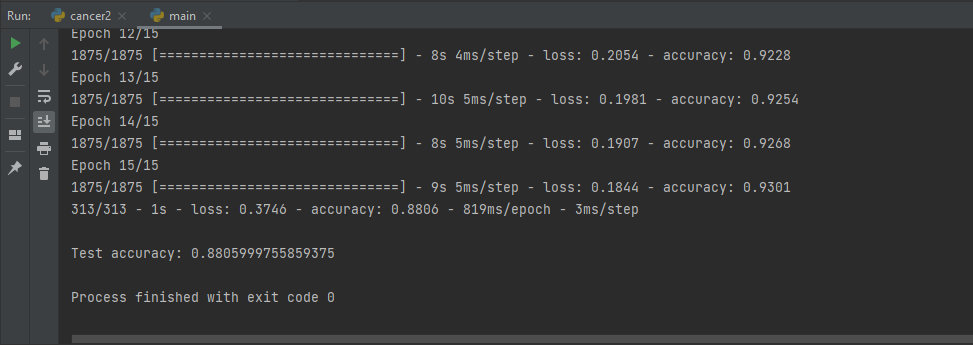 Run: cancer2 × main ×
Epoch 12/15
1875/1875 [==============================] - 8s 4ms/step - loss: 0.2054 - accuracy: 0.9228
Epoch 13/15
1875/1875 [==============================] - 10s 5ms/step - loss: 0.1981 - accuracy: 0.9254
Epoch 14/15
1875/1875 [==============================] - 8s 5ms/step - loss: 0.1907 - accuracy: 0.9268
Epoch 15/15
1875/1875 [==============================] - 9s 5ms/step - loss: 0.1844 - accuracy: 0.9301
313/313 - 1s - loss: 0.3746 - accuracy: 0.8806 - 819ms/epoch - 3ms/step
Test accuracy: 0.8805999755859375
Process finished with exit code 0